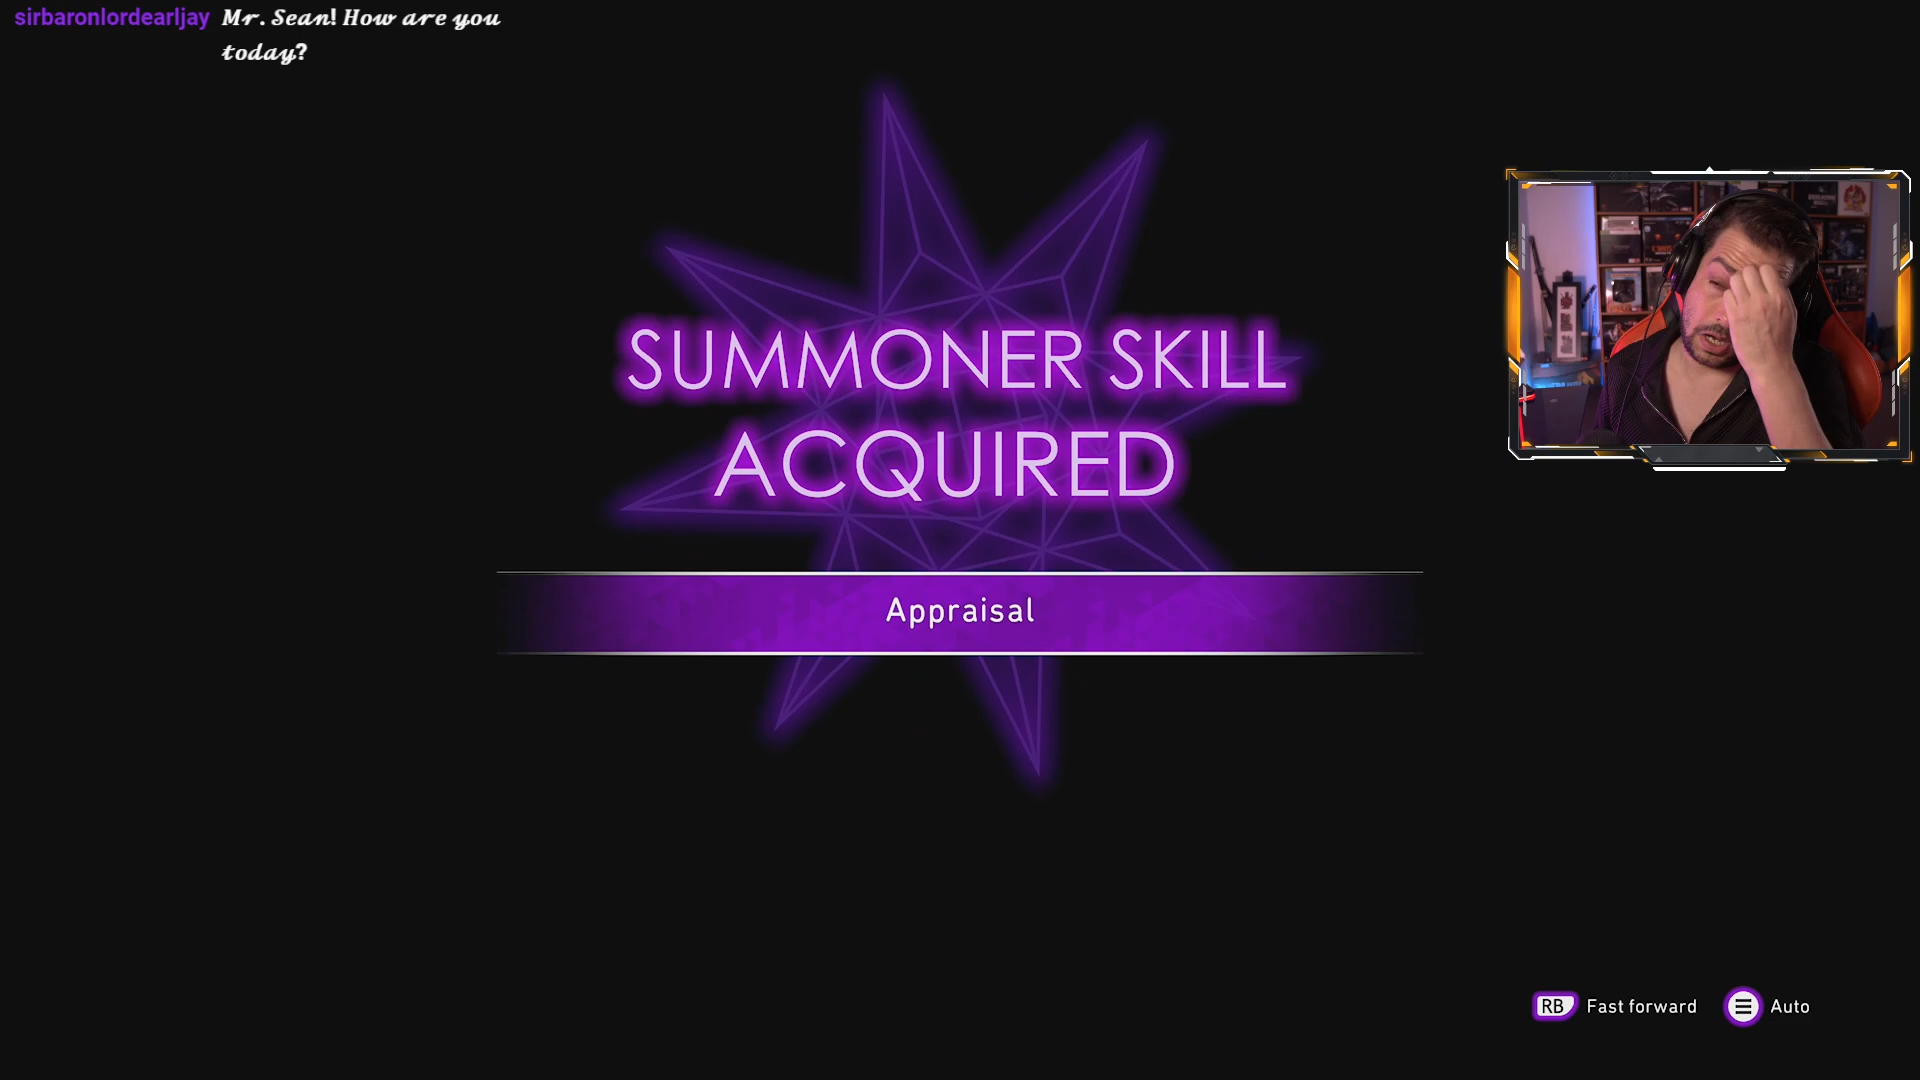 sirbaronlordearljay Mr. Sean! How are you
today?
SUMMONER SKILL
ACQUIRED
Appraisal
RB Fast forward Auto